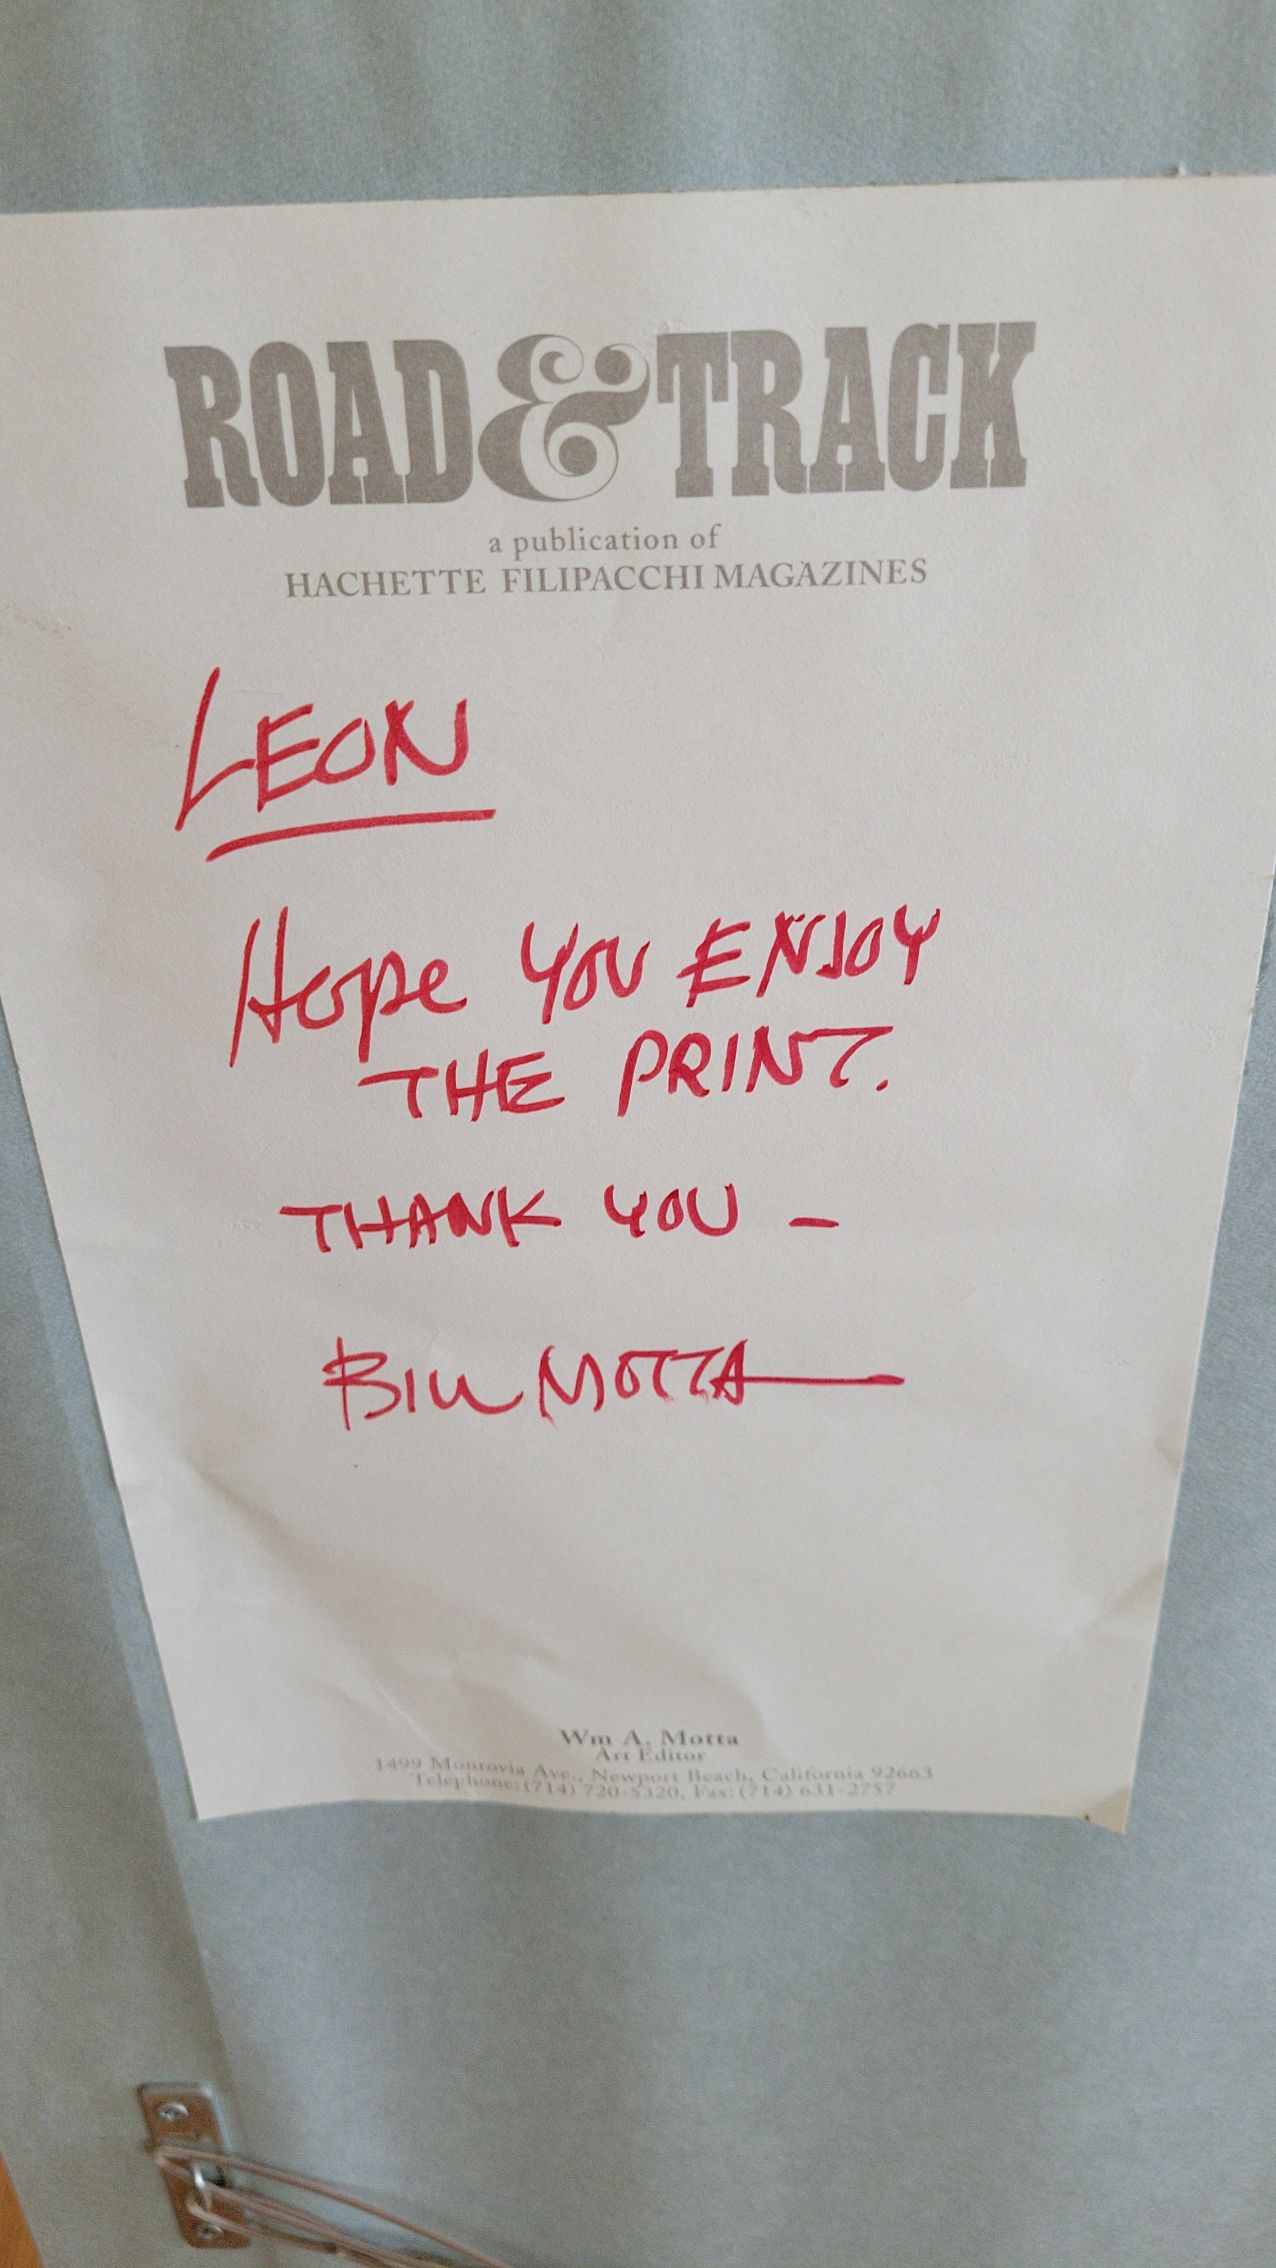 ROAD & TRACK
a publication of
HACHETTE FILIPACCHI MAGAZINES
LEON
Hope YOU ENJOY
THE PRINT.
THANK YOU –
BILL MOTTA
Wm A. Motta
Art Editor
1499 Monrovia Ave., Newport Beach, California 92663
Telephone: (714) 720-5320, Fax: (714) 631-2757